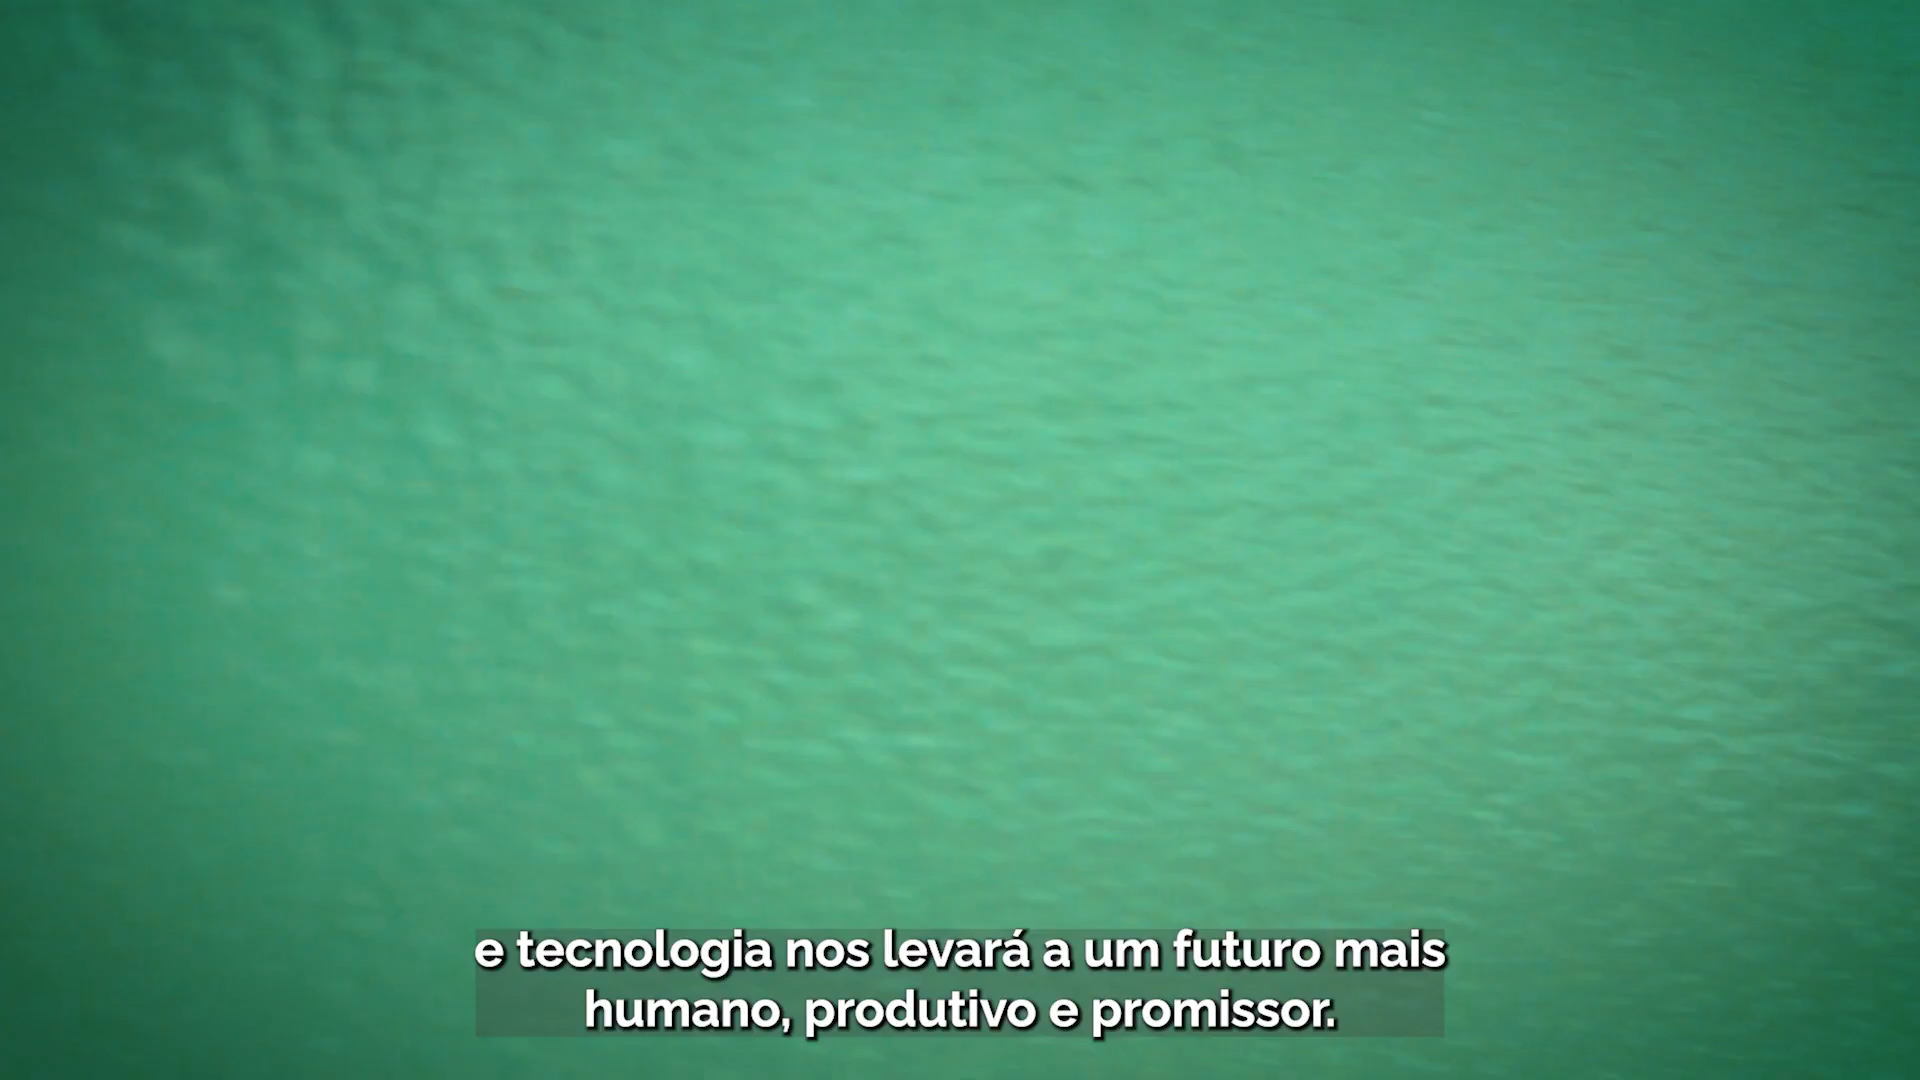 e tecnologia nos levará a um futuro mais
humano, produtivo e promissor.